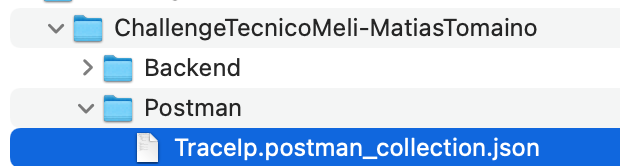 ChallengeTecnicoMeli-MatiasTomaino
Backend
Postman
TraceIp.postman_collection.json